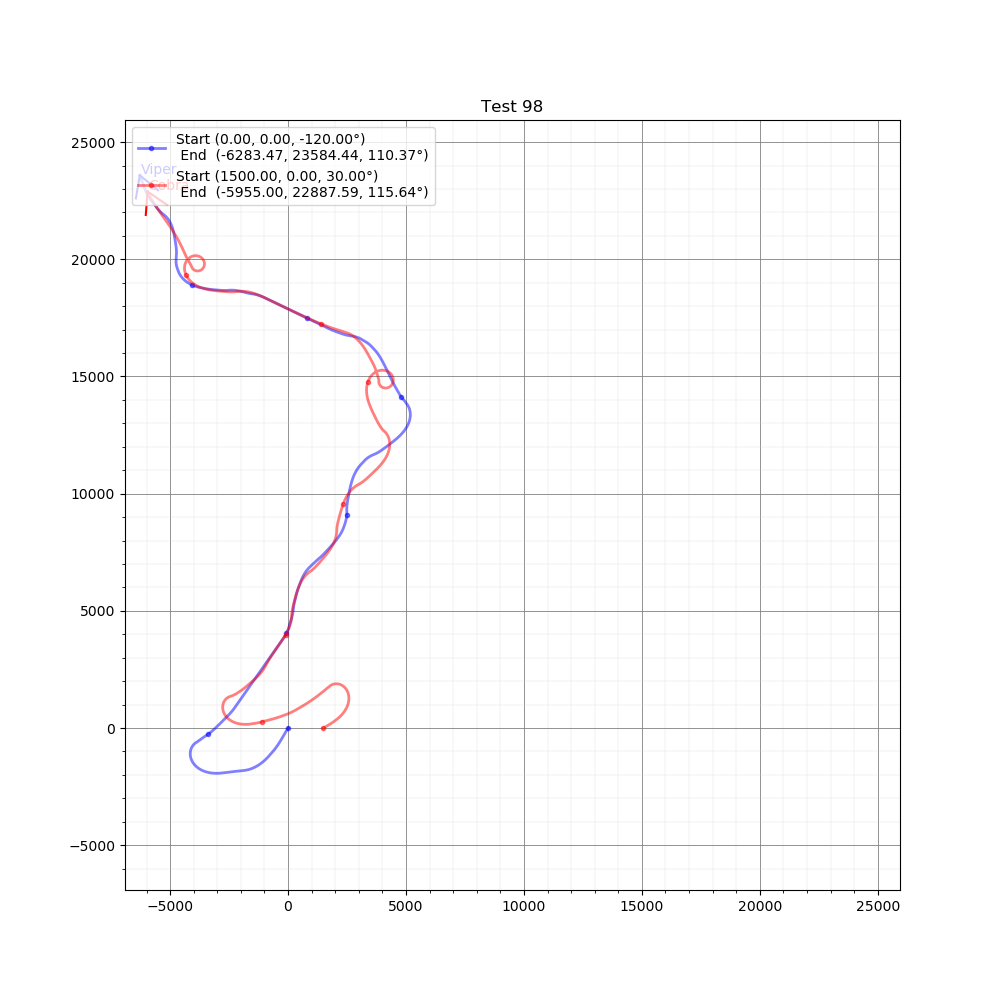 Test 98
Start (0.00, 0.00, -120.00°)
End (-6283.47, 23584.44, 110.37°)
Start (1500.00, 0.00, 30.00°)
End (-5955.00, 22887.59, 115.64°)
Viper
Cobra
25000
20000
15000
10000
5000
0
−5000
−5000
0
5000
10000
15000
20000
25000